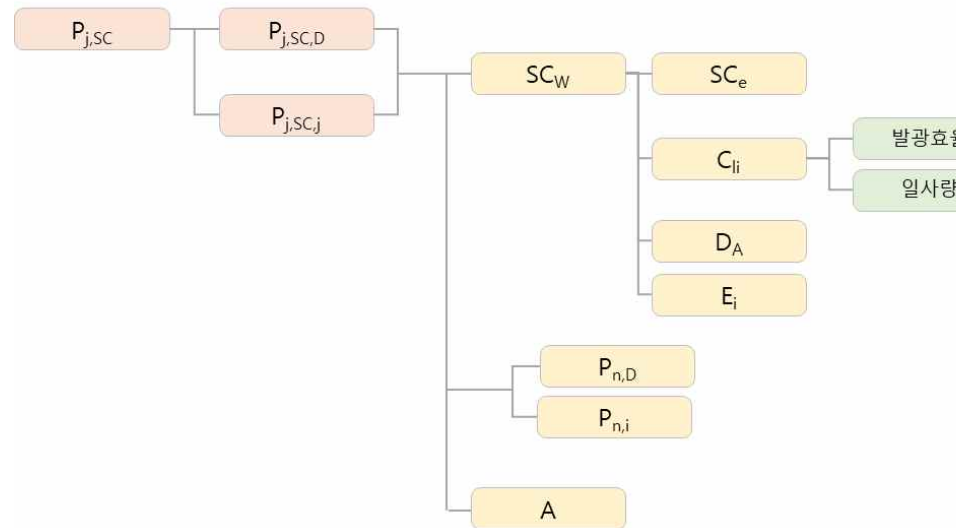 P_{j,SC}
P_{j,SC,D}
P_{j,SC,j}
SC_W
SC_e
C_{li}
발광효율
일사량
D_A
E_i
P_{n,D}
P_{n,i}
A